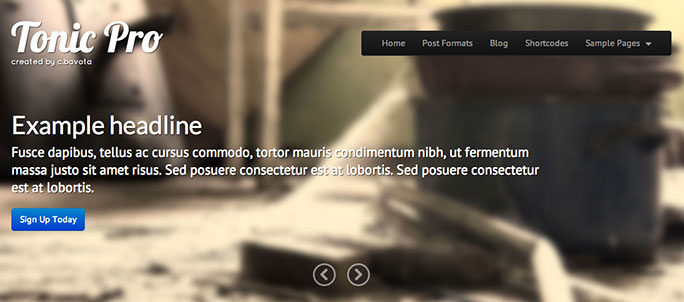 Tonic Pro
created by c.bavota
Home Post Formats Blog Shortcodes Sample Pages
Example headline
Fusce dapibus, tellus ac cursus commodo, tortor mauris condimentum nibh, ut fermentum
massa justo sit amet risus. Sed posuere consectetur est at lobortis. Sed posuere consectetur
est at lobortis.
Sign Up Today